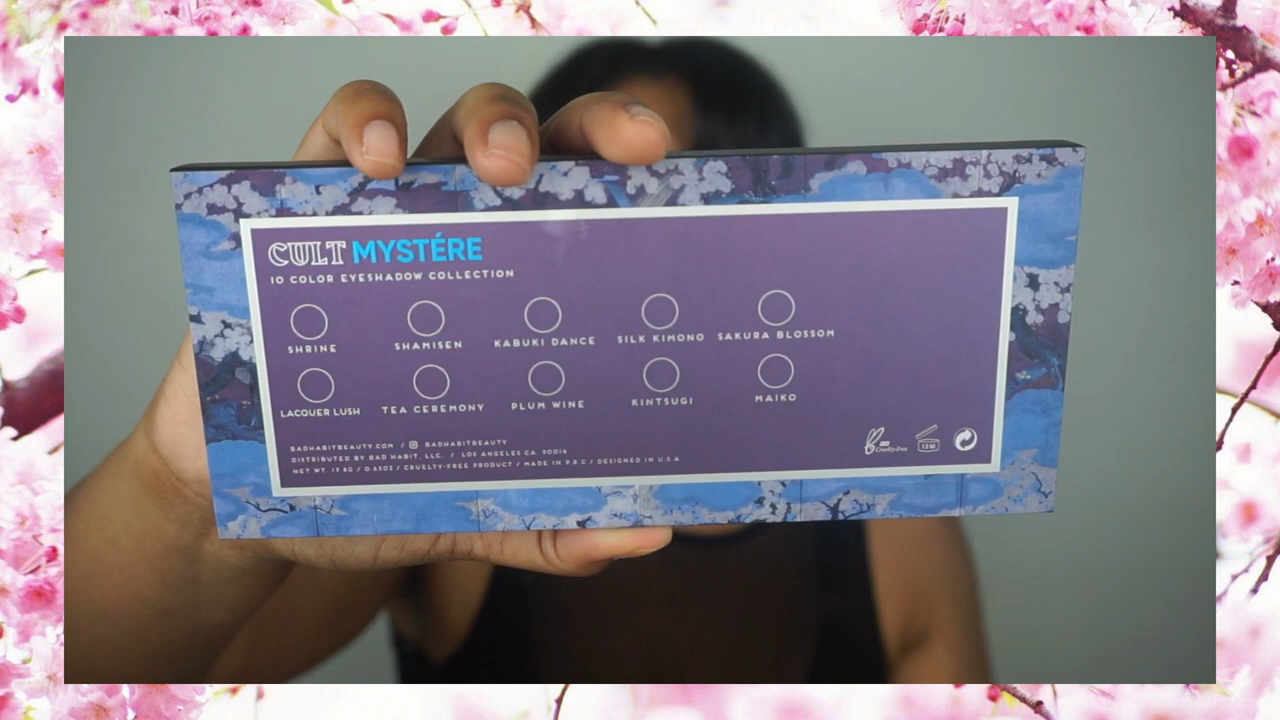 CULT MYSTÉRE
10 COLOR EYESHADOW COLLECTION
SHRINE SHAMISEN KABUKI DANCE SILK KIMONO SAKURA BLOSSOM
LACQUER LUSH TEA CEREMONY PLUM WINE KINTSUGI MAIKO
BADHABITBEAUTY.COM / BADHABITBEAUTY
DISTRIBUTED BY BAD HABIT, LLC. / LOS ANGELES CA. 90016
NET WT. 17.8G / 0.63OZ / CRUELTY-FREE PRODUCT / MADE IN P.R.C / DESIGNED IN U.S.A
Cruelty-Free
12M